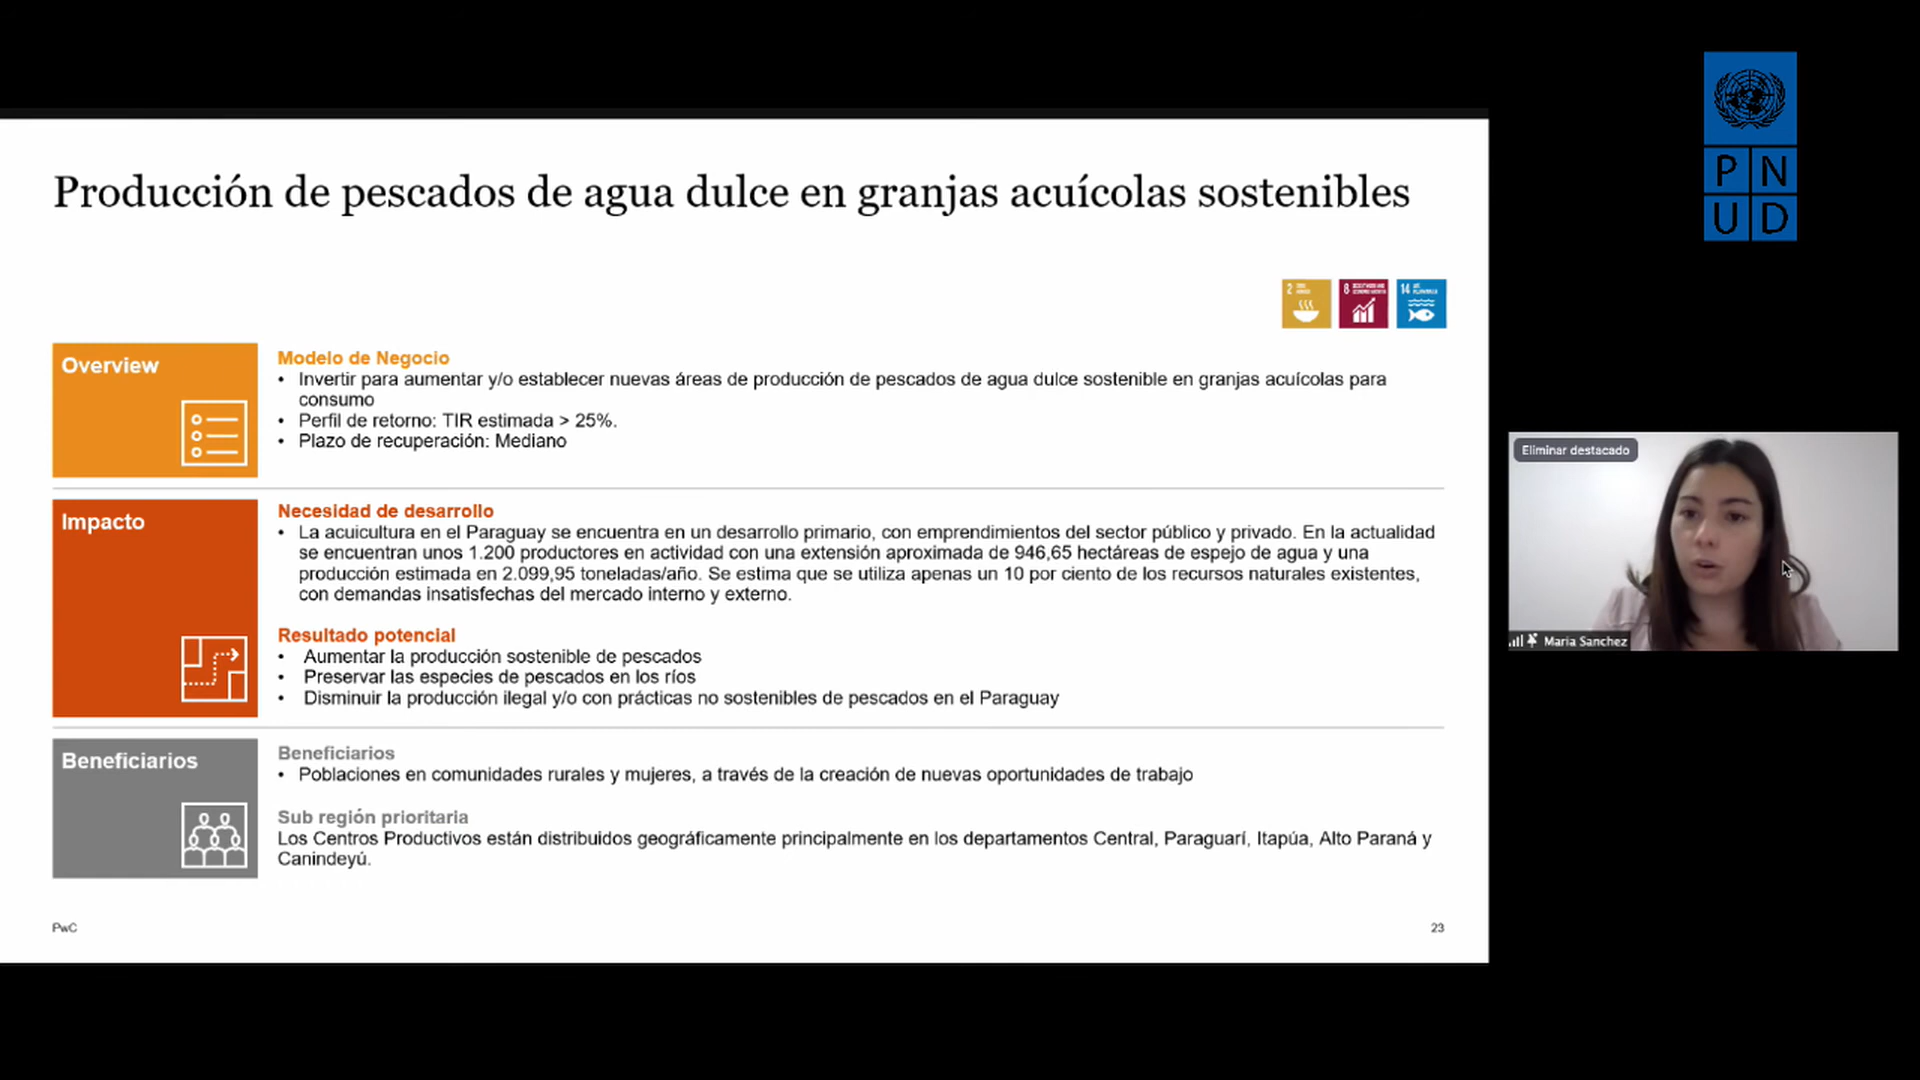 Producción de pescados de agua dulce en granjas acuícolas sostenibles
2
8
14
Overview
Modelo de Negocio
• Invertir para aumentar y/o establecer nuevas áreas de producción de pescados de agua dulce sostenible en granjas acuícolas para
consumo
• Perfil de retorno: TIR estimada > 25%.
• Plazo de recuperación: Mediano
Impacto
Necesidad de desarrollo
• La acuicultura en el Paraguay se encuentra en un desarrollo primario, con emprendimientos del sector público y privado. En la actualidad
se encuentran unos 1.200 productores en actividad con una extensión aproximada de 946,65 hectáreas de espejo de agua y una
producción estimada en 2.099,95 toneladas/año. Se estima que se utiliza apenas un 10 por ciento de los recursos naturales existentes,
con demandas insatisfechas del mercado interno y externo.
Resultado potencial
• Aumentar la producción sostenible de pescados
• Preservar las especies de pescados en los ríos
• Disminuir la producción ilegal y/o con prácticas no sostenibles de pescados en el Paraguay
Beneficiarios
Beneficiarios
• Poblaciones en comunidades rurales y mujeres, a través de la creación de nuevas oportunidades de trabajo
Sub región prioritaria
Los Centros Productivos están distribuidos geográficamente principalmente en los departamentos Central, Paraguarí, Itapúa, Alto Paraná y
Canindeyú.
PwC
23
P N
U D
Eliminar destacado
Maria Sanchez